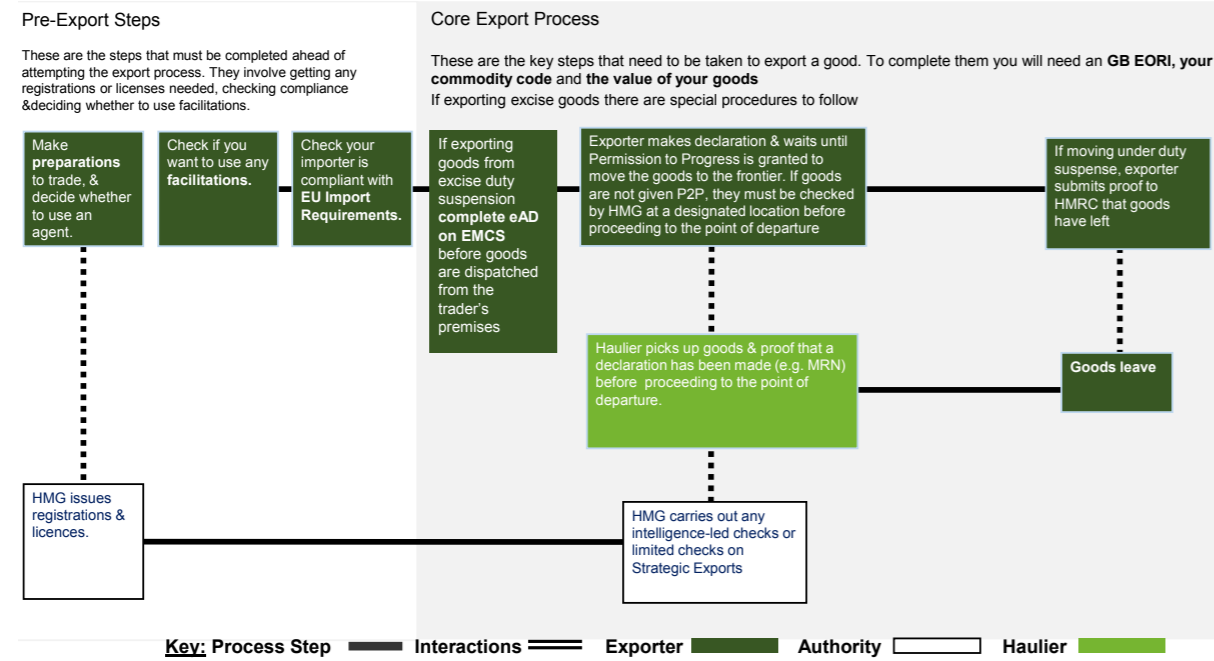 Pre-Export Steps
These are the steps that must be completed ahead of
attempting the export process. They involve getting any
registrations or licenses needed, checking compliance
&deciding whether to use facilitations.
Core Export Process
These are the key steps that need to be taken to export a good. To complete them you will need an GB EORI, your
commodity code and the value of your goods
If exporting excise goods there are special procedures to follow
Make
preparations
to trade, &
decide whether
to use an
agent.
Check if you
want to use any
facilitations.
Check your
importer is
compliant with
EU Import
Requirements.
If exporting
goods from
excise duty
suspension
complete eAD
on EMCS
before goods
are dispatched
from the
trader's
premises
Exporter makes declaration & waits until
Permission to Progress is granted to
move the goods to the frontier. If goods
are not given P2P, they must be checked
by HMG at a designated location before
proceeding to the point of departure
If moving under duty
suspense, exporter
submits proof to
HMRC that goods
have left
Haulier picks up goods & proof that a
declaration has been made (e.g. MRN)
before proceeding to the point of
departure.
Goods leave
HMG issues
registrations &
licences.
HMG carries out any
intelligence-led checks or
limited checks on
Strategic Exports
Key: Process Step Interactions Exporter Authority Haulier